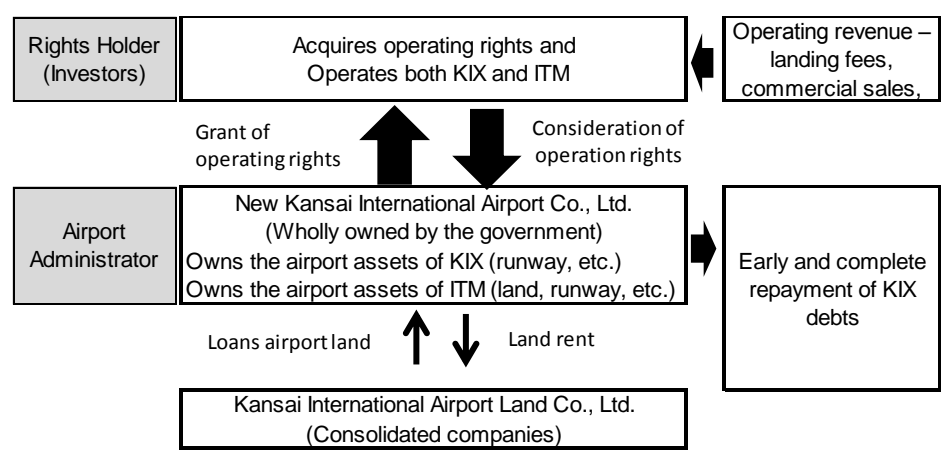 Rights Holder
(Investors)
Acquires operating rights and
Operates both KIX and ITM
Operating revenue –
landing fees,
commercial sales,
Grant of
operating rights
Consideration of
operation rights
Airport
Administrator
New Kansai International Airport Co., Ltd.
(Wholly owned by the government)
Owns the airport assets of KIX (runway, etc.)
Owns the airport assets of ITM (land, runway, etc.)
Early and complete
repayment of KIX
debts
Loans airport land
Land rent
Kansai International Airport Land Co., Ltd.
(Consolidated companies)